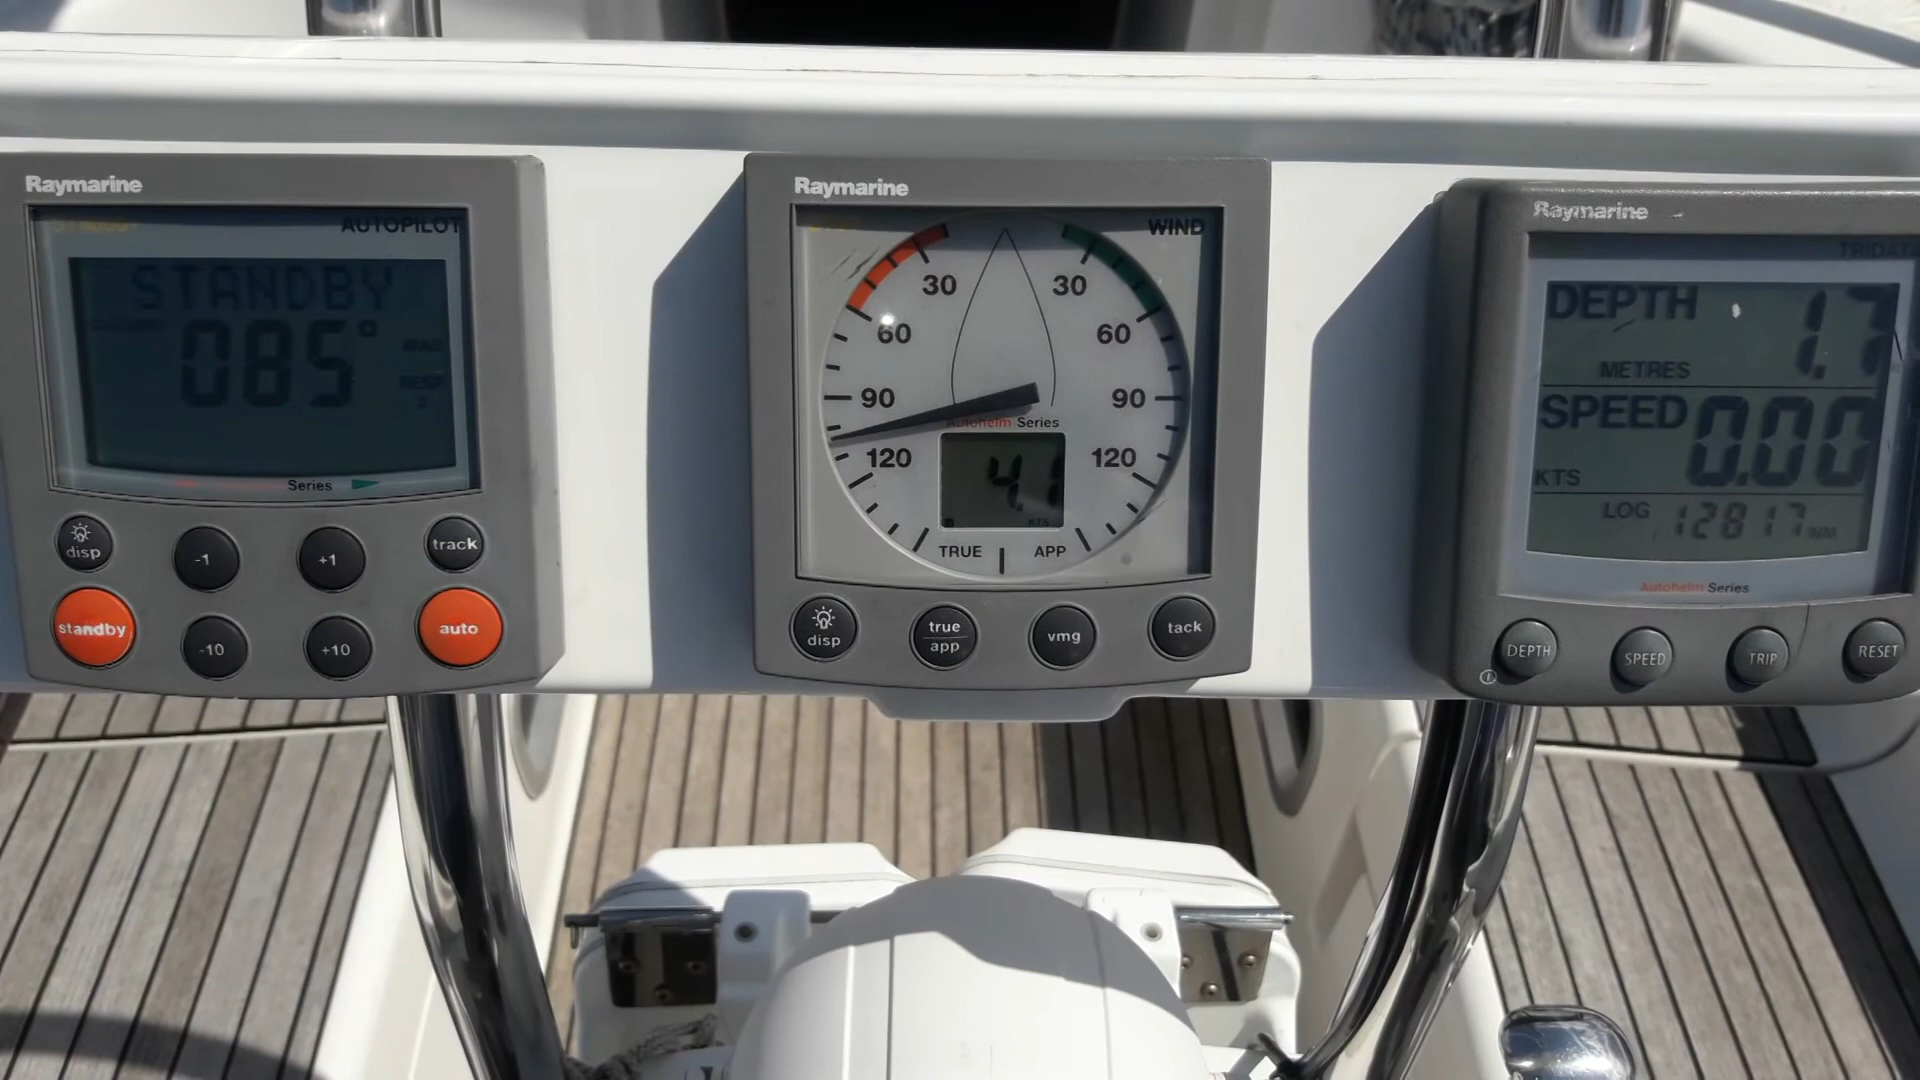 Raymarine
AUTOPILOT
STANDBY
085°
Series
disp
-1
+1
track
standby
-10
+10
auto
Raymarine
WIND
30
30
60
60
90
90
Autohelm Series
120
120
KTS
TRUE
APP
disp
true
app
vmg
tack
Raymarine
DEPTH
1.7
METRES
SPEED
0.00
KTS
LOG
12817
Autohelm Series
DEPTH
SPEED
TRIP
RESET